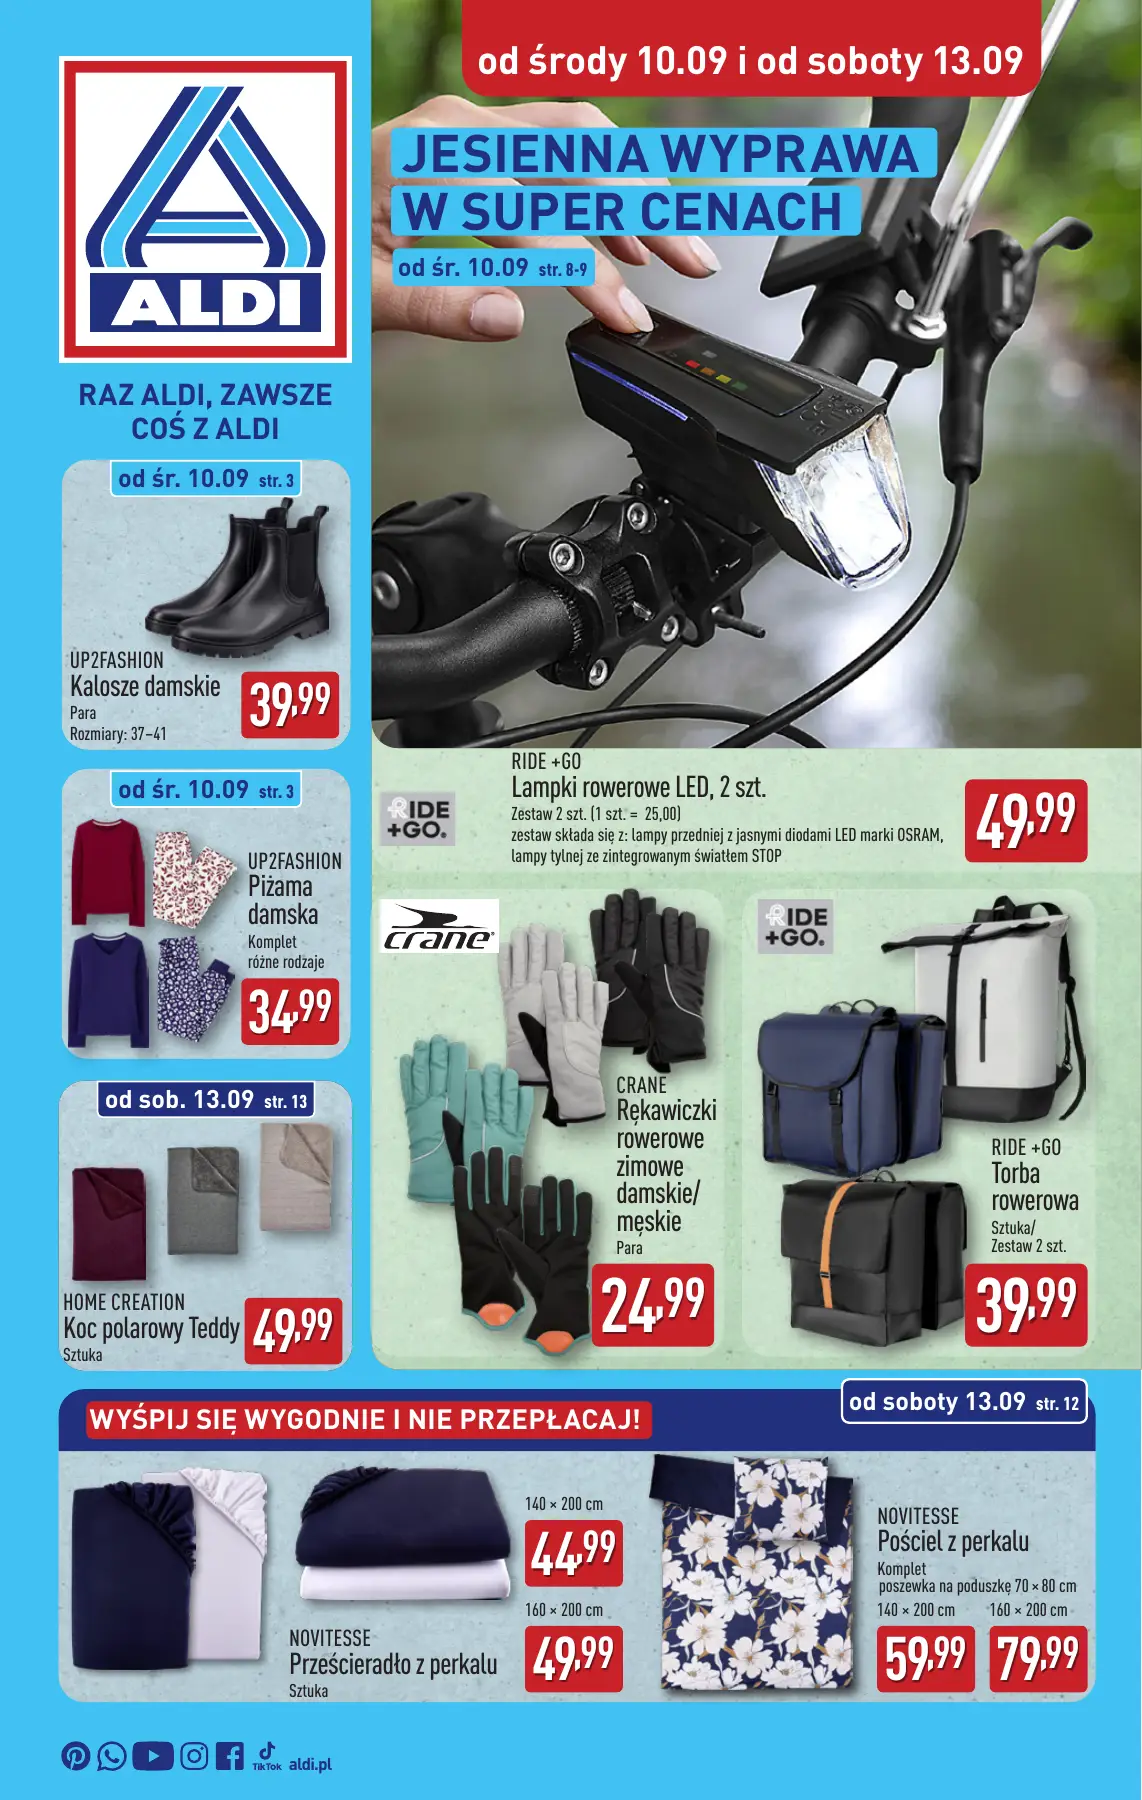 od środy 10.09 i od soboty 13.09
JESIENNA WYPRAWA
W SUPER CENACH
od śr. 10.09 str. 8-9
ALDI
RAZ ALDI, ZAWSZE
COŚ Z ALDI
od śr. 10.09 str. 3
UP2FASHION
Kalosze damskie
Para
Rozmiary: 37–41
39,99
od śr. 10.09 str. 3
UP2FASHION
Piżama
damska
Komplet
różne rodzaje
34,99
od sob. 13.09 str. 13
HOME CREATION
Koc polarowy Teddy
Sztuka
49,99
RIDE
+GO.
RIDE +GO
Lampki rowerowe LED, 2 szt.
Zestaw 2 szt. (1 szt. = 25,00)
zestaw składa się z: lampy przedniej z jasnymi diodami LED marki OSRAM,
lampy tylnej ze zintegrowanym światłem STOP
49,99
crane
CRANE
Rękawiczki
rowerowe
zimowe
damskie/
męskie
Para
24,99
RIDE
+GO.
RIDE +GO
Torba
rowerowa
Sztuka/
Zestaw 2 szt.
39,99
WYŚPIJ SIĘ WYGODNIE I NIE PRZEPŁACAJ!
od soboty 13.09 str. 12
NOVITESSE
Prześcieradło z perkalu
Sztuka
140 × 200 cm
44,99
160 × 200 cm
49,99
NOVITESSE
Pościel z perkalu
Komplet
poszewka na poduszkę 70 × 80 cm
140 × 200 cm 160 × 200 cm
59,99 79,99
TikTok aldi.pl